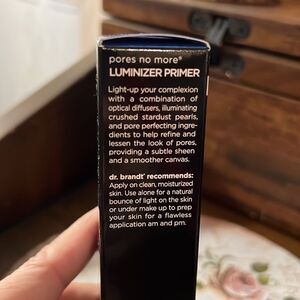 pores no more®
LUMINIZER PRIMER
Light-up your complexion
with a combination of
optical diffusers, illuminating
crushed stardust pearls,
and pore perfecting ingre-
dients to help refine and
lessen the look of pores,
providing a subtle sheen
and a smoother canvas.
dr. brandt® recommends:
Apply on clean, moisturized
skin. Use alone for a natural
bounce of light on the skin
or under make up to prep
your skin for a flawless
application am and pm.